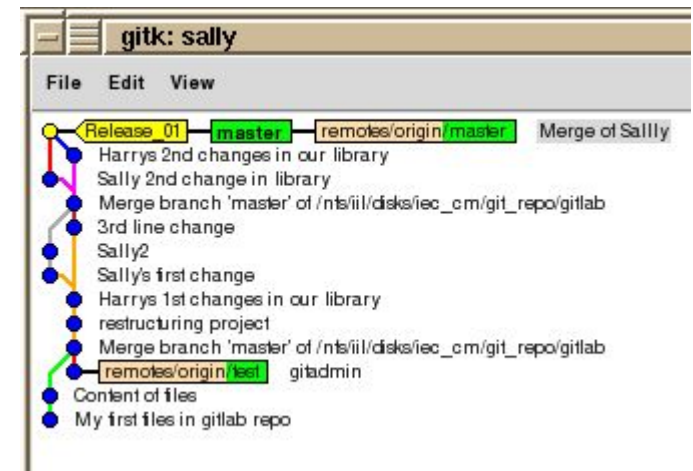 gitk: sally
File Edit View
Release_01 master remotes/origin/master Merge of Sallly
Harrys 2nd changes in our library
Sally 2nd change in library
Merge branch 'master' of /nfs/iil/disks/iec_cm/git_repo/gitlab
3rd line change
Sally2
Sally's first change
Harrys 1st changes in our library
restructuring project
Merge branch 'master' of /nfs/iil/disks/iec_cm/git_repo/gitlab
remotes/origin/test gitadmin
Content of files
My first files in gitlab repo